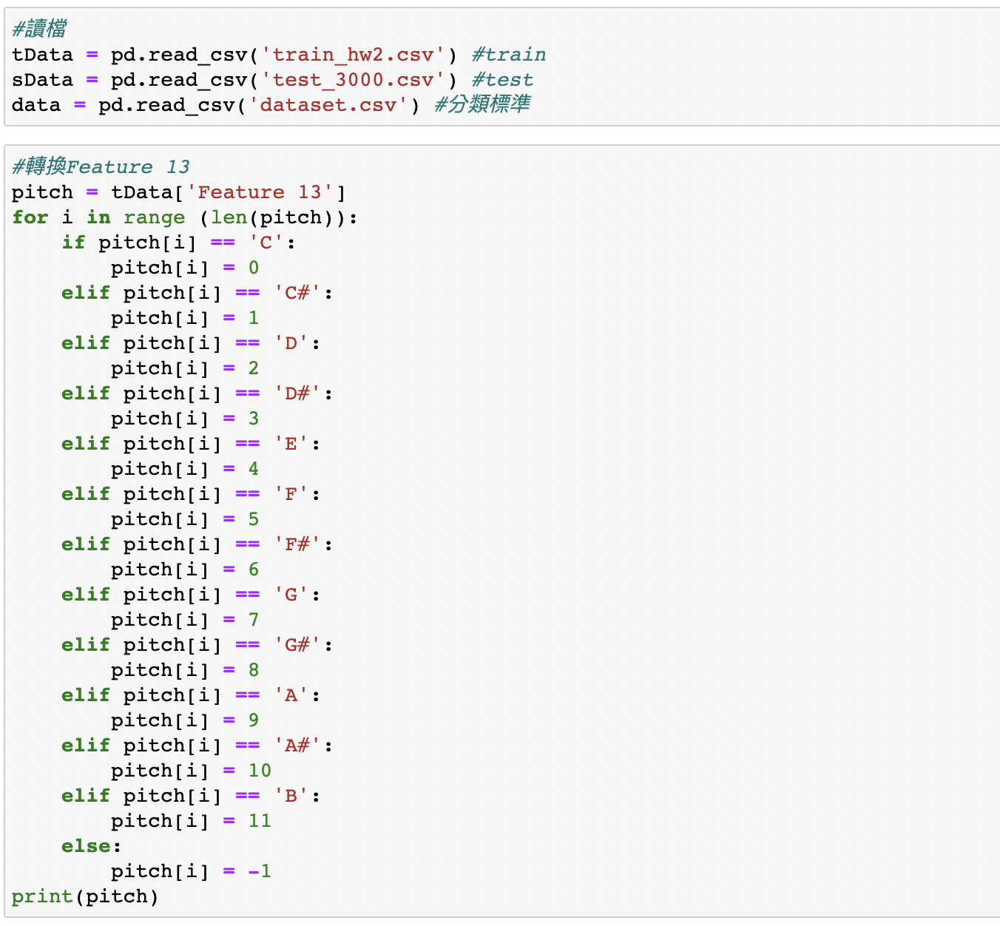 #讀檔
tData = pd.read_csv('train_hw2.csv') #train
sData = pd.read_csv('test_3000.csv') #test
data = pd.read_csv('dataset.csv') #分類標準
#轉換Feature 13
pitch = tData['Feature 13']
for i in range (len(pitch)):
    if pitch[i] == 'C':
        pitch[i] = 0
    elif pitch[i] == 'C#':
        pitch[i] = 1
    elif pitch[i] == 'D':
        pitch[i] = 2
    elif pitch[i] == 'D#':
        pitch[i] = 3
    elif pitch[i] == 'E':
        pitch[i] = 4
    elif pitch[i] == 'F':
        pitch[i] = 5
    elif pitch[i] == 'F#':
        pitch[i] = 6
    elif pitch[i] == 'G':
        pitch[i] = 7
    elif pitch[i] == 'G#':
        pitch[i] = 8
    elif pitch[i] == 'A':
        pitch[i] = 9
    elif pitch[i] == 'A#':
        pitch[i] = 10
    elif pitch[i] == 'B':
        pitch[i] = 11
    else:
        pitch[i] = -1
print(pitch)